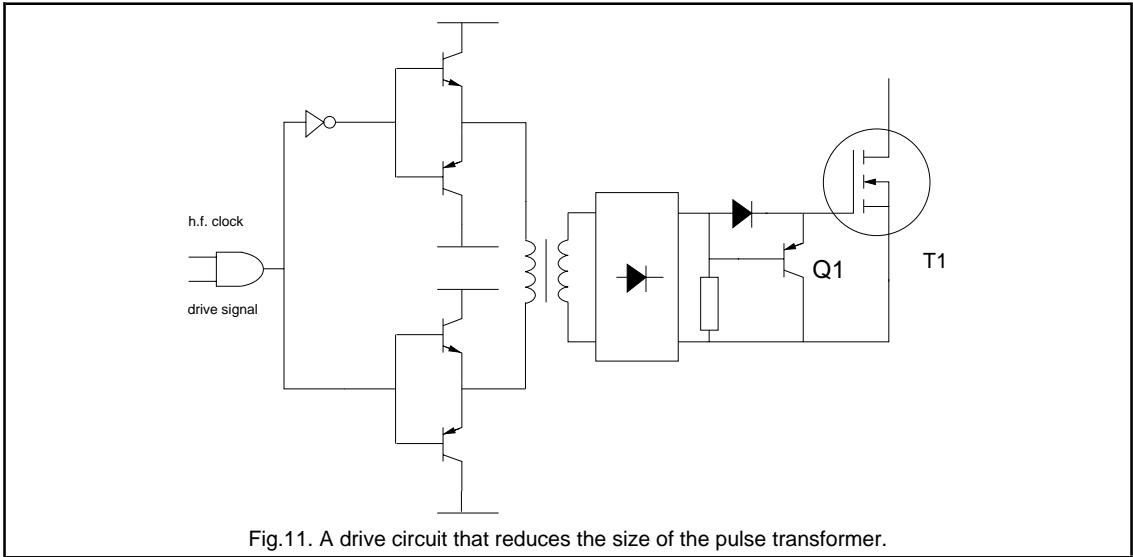 h.f. clock
drive signal
Q1
T1
Fig.11. A drive circuit that reduces the size of the pulse transformer.